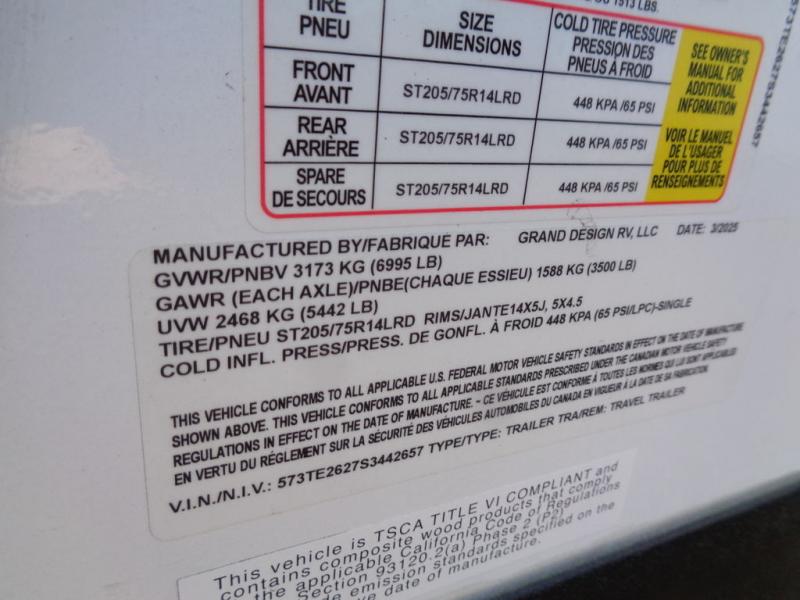 OU 1913 LBS.
TIRE
PNEU
SIZE
DIMENSIONS
COLD TIRE PRESSURE
PRESSION DES
PNEUS À FROID
SEE OWNER'S
MANUAL FOR
ADDITIONAL
INFORMATION
FRONT
AVANT
ST205/75R14LRD
448 KPA /65 PSI
REAR
ARRIÈRE
ST205/75R14LRD
448 KPA /65 PSI
VOIR LE MANUEL
DE L'USAGER
POUR PLUS DE
RENSEIGNEMENTS
SPARE
DE SECOURS
ST205/75R14LRD
448 KPA /65 PSI
573TE2627S3442657
MANUFACTURED BY/FABRIQUE PAR: GRAND DESIGN RV, LLC DATE: 3/2025
GVWR/PNBV 3173 KG (6995 LB)
GAWR (EACH AXLE)/PNBE(CHAQUE ESSIEU) 1588 KG (3500 LB)
UVW 2468 KG (5442 LB)
TIRE/PNEU ST205/75R14LRD RIMS/JANTE14X5J, 5X4.5
COLD INFL. PRESS/PRESS. DE GONFL. À FROID 448 KPA (65 PSI/LPC)-SINGLE
THIS VEHICLE CONFORMS TO ALL APPLICABLE U.S. FEDERAL MOTOR VEHICLE SAFETY STANDARDS IN EFFECT ON THE DATE OF MANUFACTURE
SHOWN ABOVE. THIS VEHICLE CONFORMS TO ALL APPLICABLE STANDARDS PRESCRIBED UNDER THE CANADIAN MOTOR VEHICLE SAFETY
REGULATIONS IN EFFECT ON THE DATE OF MANUFACTURE. - CE VÉHICULE EST CONFORME À TOUTES LES NORMES QUI LUI SONT APPLICABLES
EN VERTU DU RÉGLEMENT SUR LA SÉCURITÉ DES VÉHICULES AUTOMOBILES DU CANADA EN VIGUEUR À LA DATE DE SA FABRICATION.
V.I.N./N.I.V.: 573TE2627S3442657 TYPE/TYPE: TRAILER TRA/REM: TRAVEL TRAILER
This vehicle is TSCA TITLE VI COMPLIANT and
contains composite wood products that comply
the applicable California Code of Regulations
Section 93120.2(a) Phase 2 (P2)
emission standards specified on the
date of manufacture.